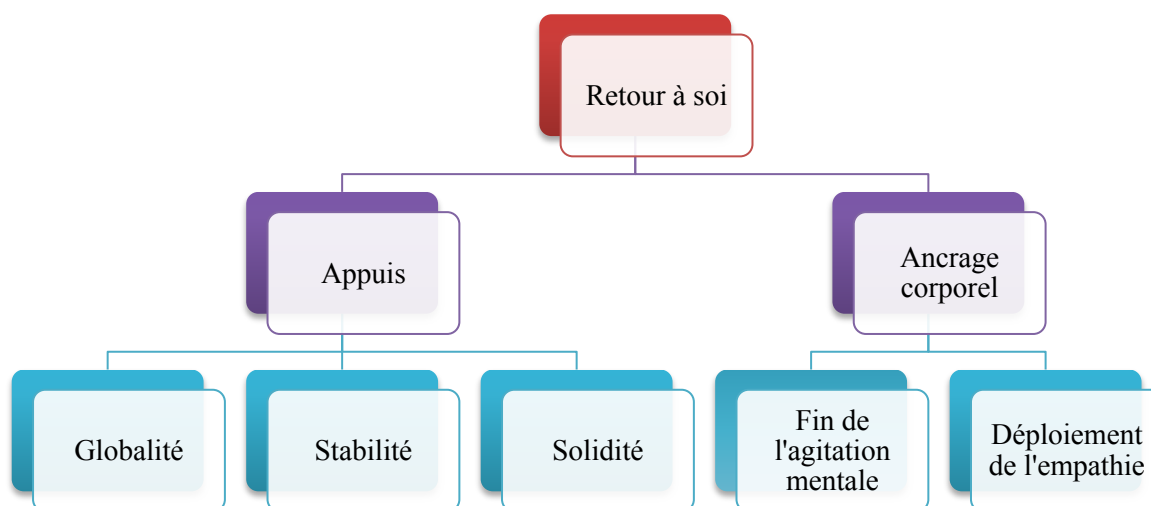 Retour à soi
Appuis
Ancrage
corporel
Globalité
Stabilité
Solidité
Fin de
l'agitation
mentale
Déploiement
de l'empathie